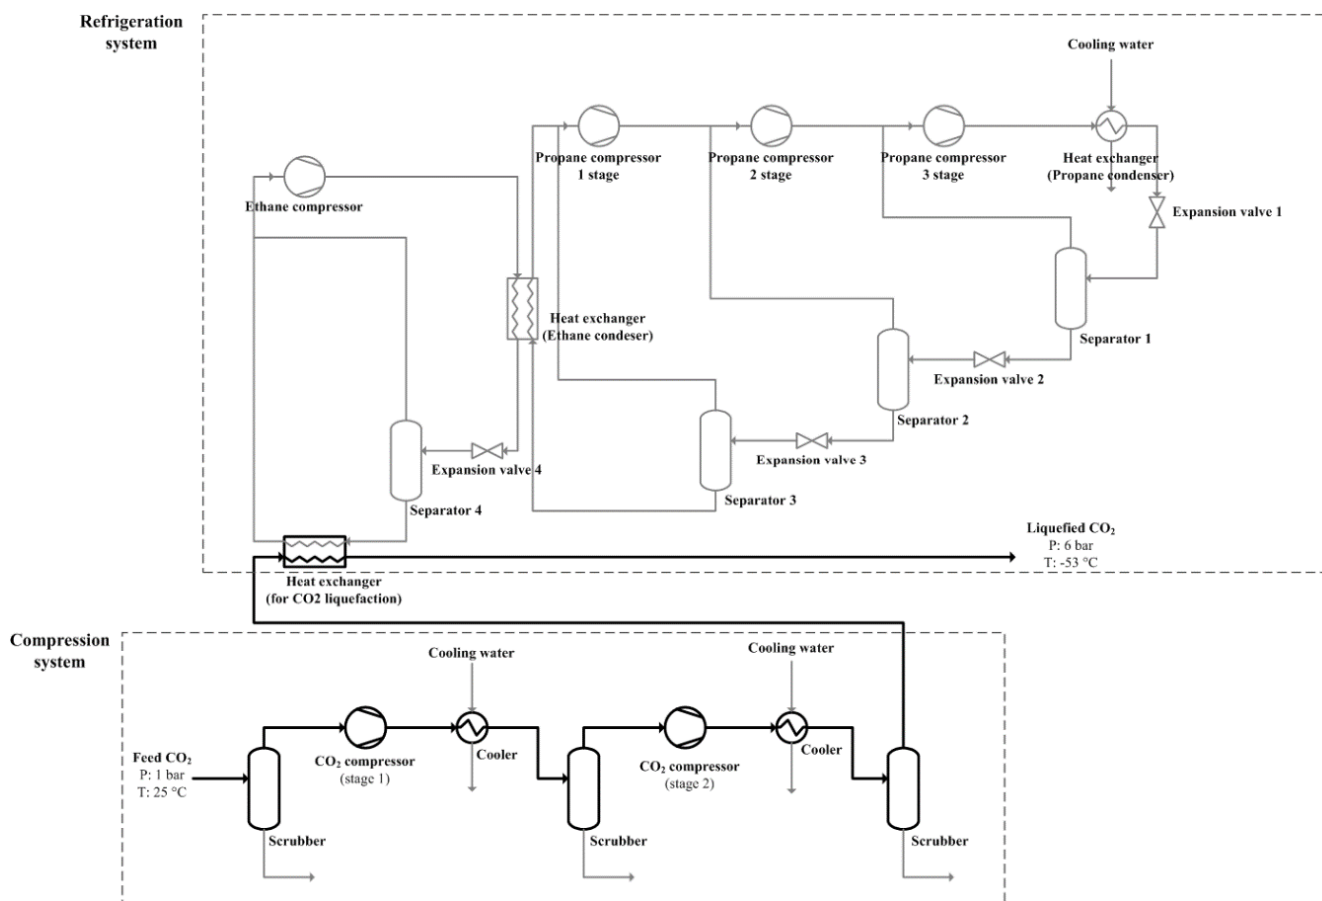 Refrigeration
system
Cooling water
Propane compressor
1 stage
Propane compressor
2 stage
Propane compressor
3 stage
Heat exchanger
(Propane condenser)
Ethane compressor
Expansion valve 1
Heat exchanger
(Ethane condeser)
Separator 1
Expansion valve 2
Separator 2
Expansion valve 4
Expansion valve 3
Separator 4
Separator 3
Liquefied CO₂
P: 6 bar
T: -53 °C
Heat exchanger
(for CO2 liquefaction)
Compression
system
Cooling water
Cooling water
Feed CO₂
P: 1 bar
T: 25 °C
CO₂ compressor
(stage 1)
Cooler
CO₂ compressor
(stage 2)
Cooler
Scrubber
Scrubber
Scrubber